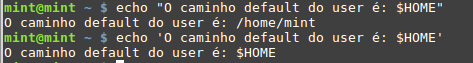 mint@mint ~ $ echo "O caminho default do user é: $HOME"
O caminho default do user é: /home/mint
mint@mint ~ $ echo 'O caminho default do user é: $HOME'
O caminho default do user é: $HOME